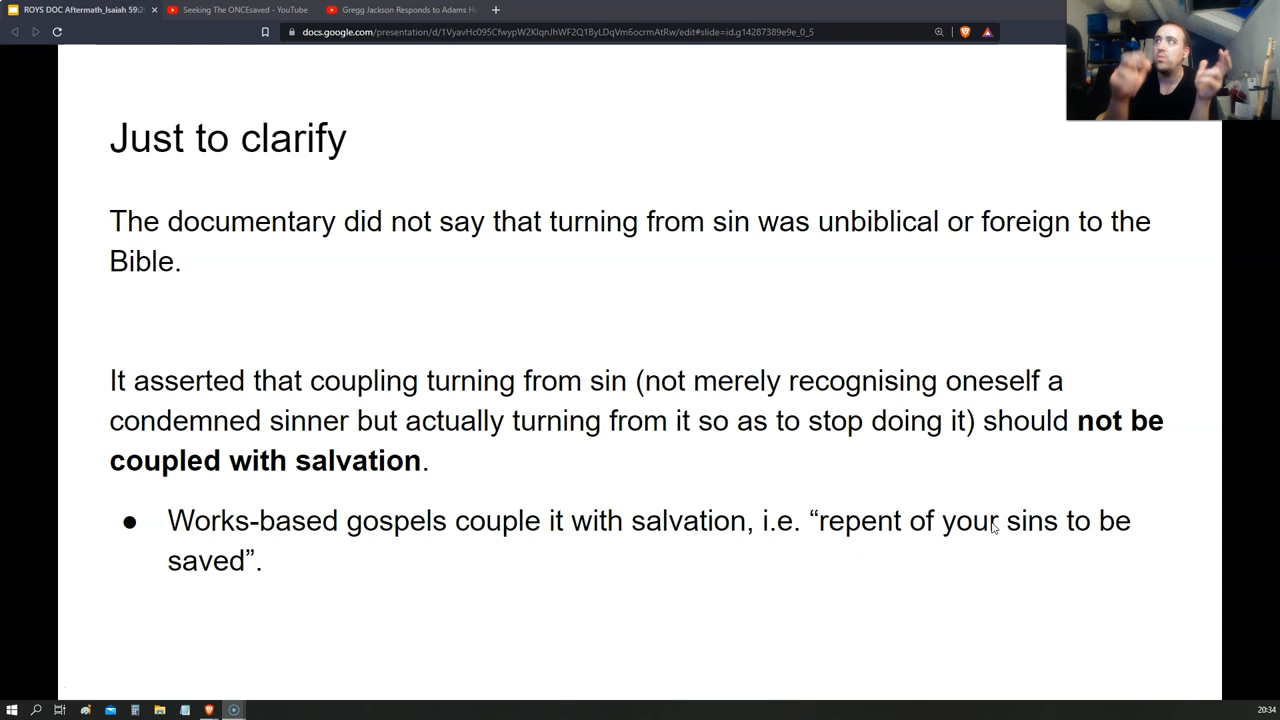 ROYS DOC Aftermath_Isaiah 59:2
Seeking The ONCEsaved - YouTube
Gregg Jackson Responds to Adams H
docs.google.com/presentation/d/1VyavHc095CfwypW2KlqnJhWF2Q1ByLDqVm6ocrmAtRw/edit#slide=id.g14287389e9e_0_5
Just to clarify
The documentary did not say that turning from sin was unbiblical or foreign to the
Bible.
It asserted that coupling turning from sin (not merely recognising oneself a
condemned sinner but actually turning from it so as to stop doing it) should not be
coupled with salvation.
● Works-based gospels couple it with salvation, i.e. “repent of your sins to be
saved”.
20:34